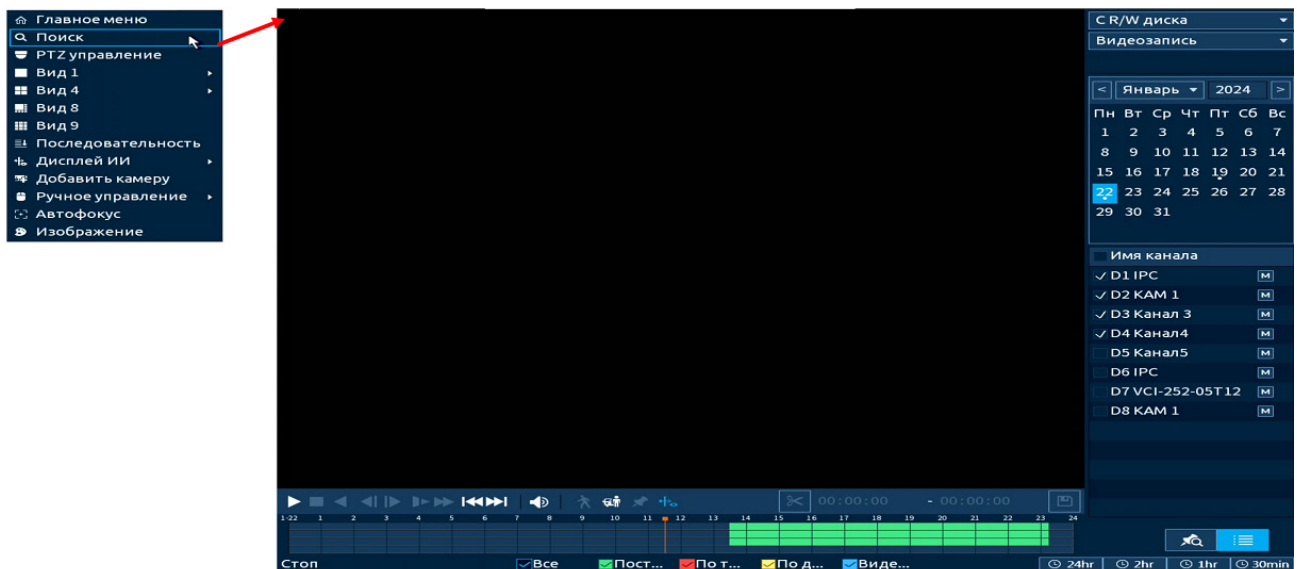 Главное меню
Поиск
PTZ управление
Вид 1
Вид 4
Вид 8
Вид 9
Последовательность
Дисплей ИИ
Добавить камеру
Ручное управление
Автофокус
Изображение
С R/W диска
Видеозапись
< Январь 2024 >
Пн Вт Ср Чт Пт Сб Вс
1 2 3 4 5 6 7
8 9 10 11 12 13 14
15 16 17 18 19 20 21
22 23 24 25 26 27 28
29 30 31
Имя канала
D1 IPC M
D2 KAM 1 M
D3 Канал 3 M
D4 Канал4 M
D5 Канал5 M
D6 IPC M
D7 VCI-252-05T12 M
D8 KAM 1 M
00:00:00 - 00:00:00
1-22 1 2 3 4 5 6 7 8 9 10 11 12 13 14 15 16 17 18 19 20 21 22 23 24
Стоп Все Пост... По т... По д... Виде... 24hr 2hr 1hr 30min